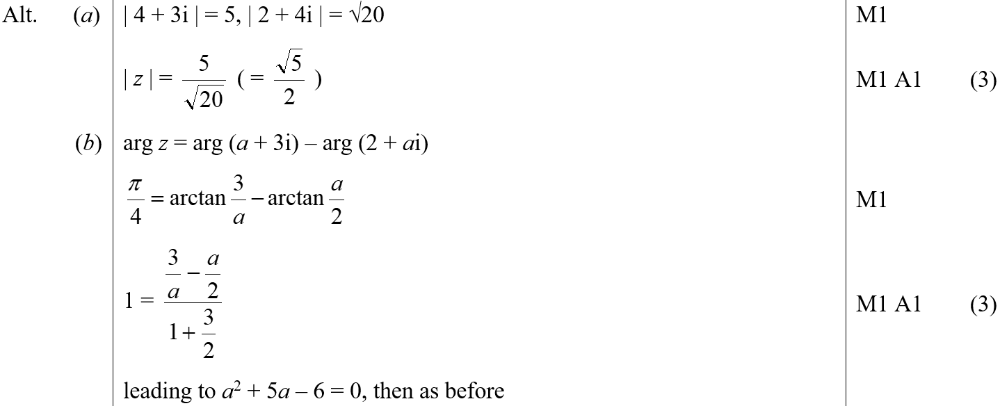 Alt. (a) | 4 + 3i | = 5, | 2 + 4i | = √20 M1
| z | = 5/√20 ( = √5/2 ) M1 A1 (3)
(b) arg z = arg (a + 3i) – arg (2 + ai)
π/4 = arctan 3/a − arctan a/2 M1
1 = (3/a − a/2)/(1 + 3/2) M1 A1 (3)
leading to a² + 5a – 6 = 0, then as before